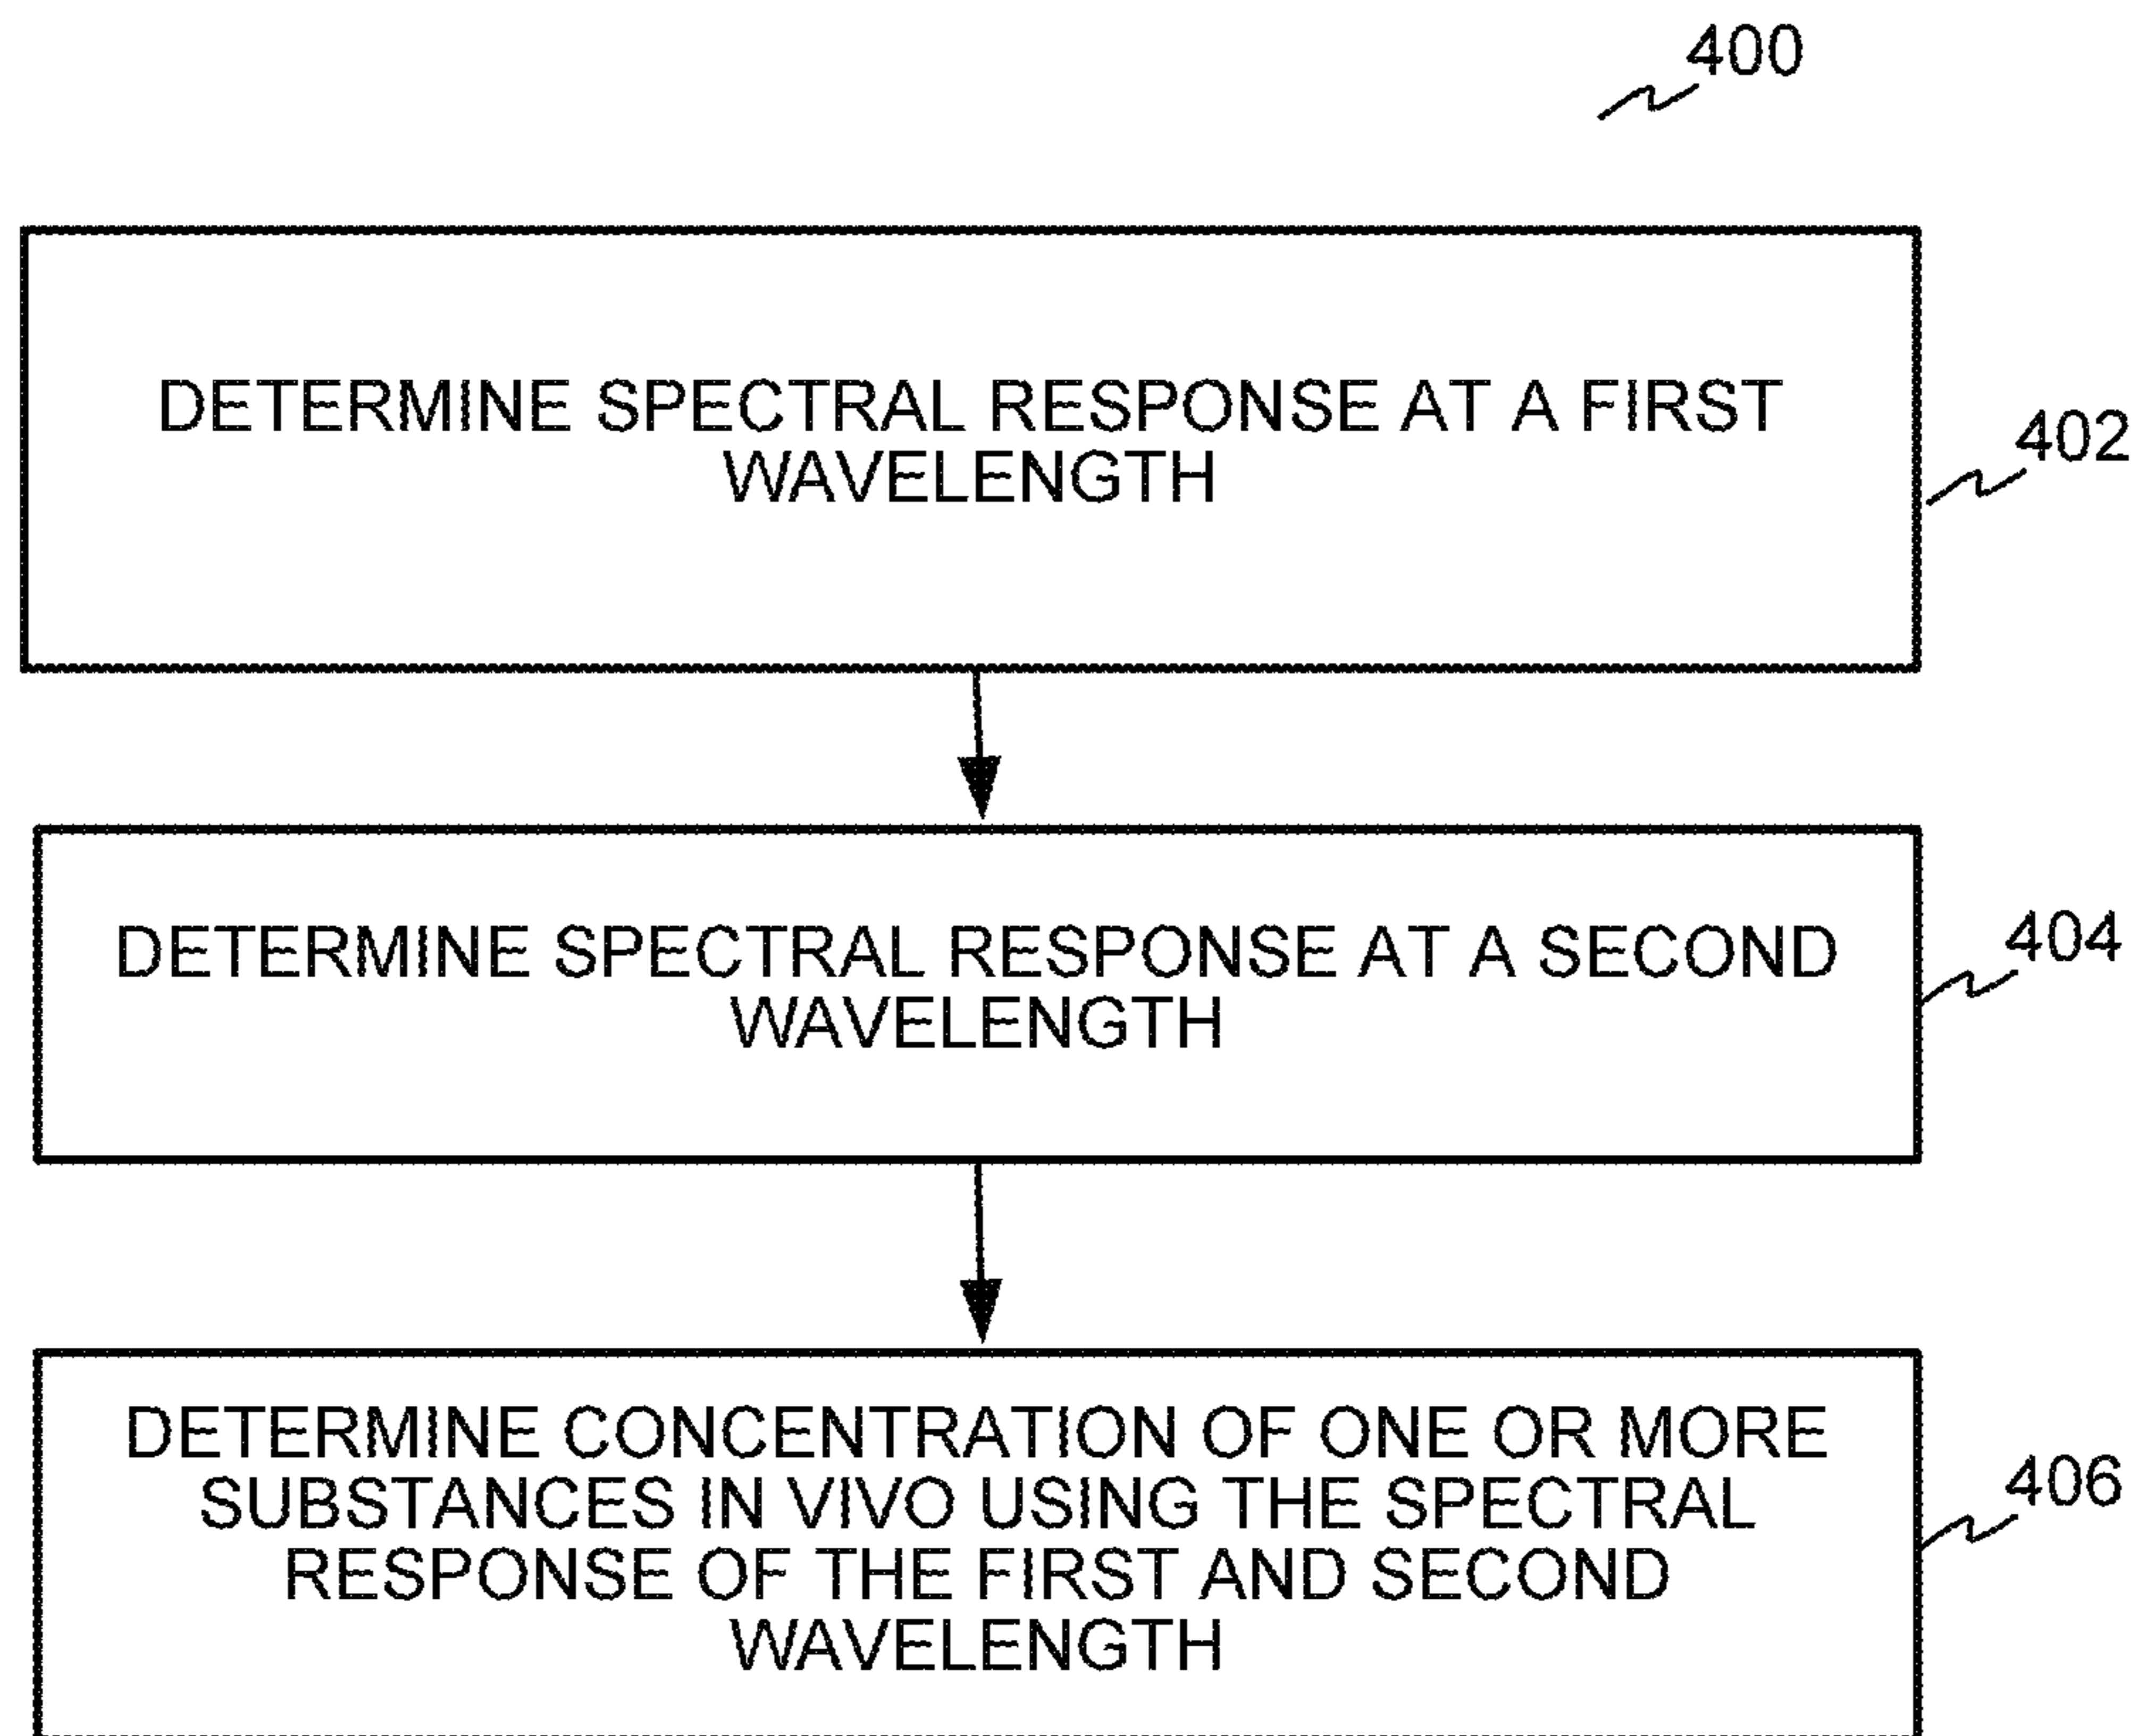 400
DETERMINE SPECTRAL RESPONSE AT A FIRST
WAVELENGTH
402
DETERMINE SPECTRAL RESPONSE AT A SECOND
WAVELENGTH
404
DETERMINE CONCENTRATION OF ONE OR MORE
SUBSTANCES IN VIVO USING THE SPECTRAL
RESPONSE OF THE FIRST AND SECOND
WAVELENGTH
406